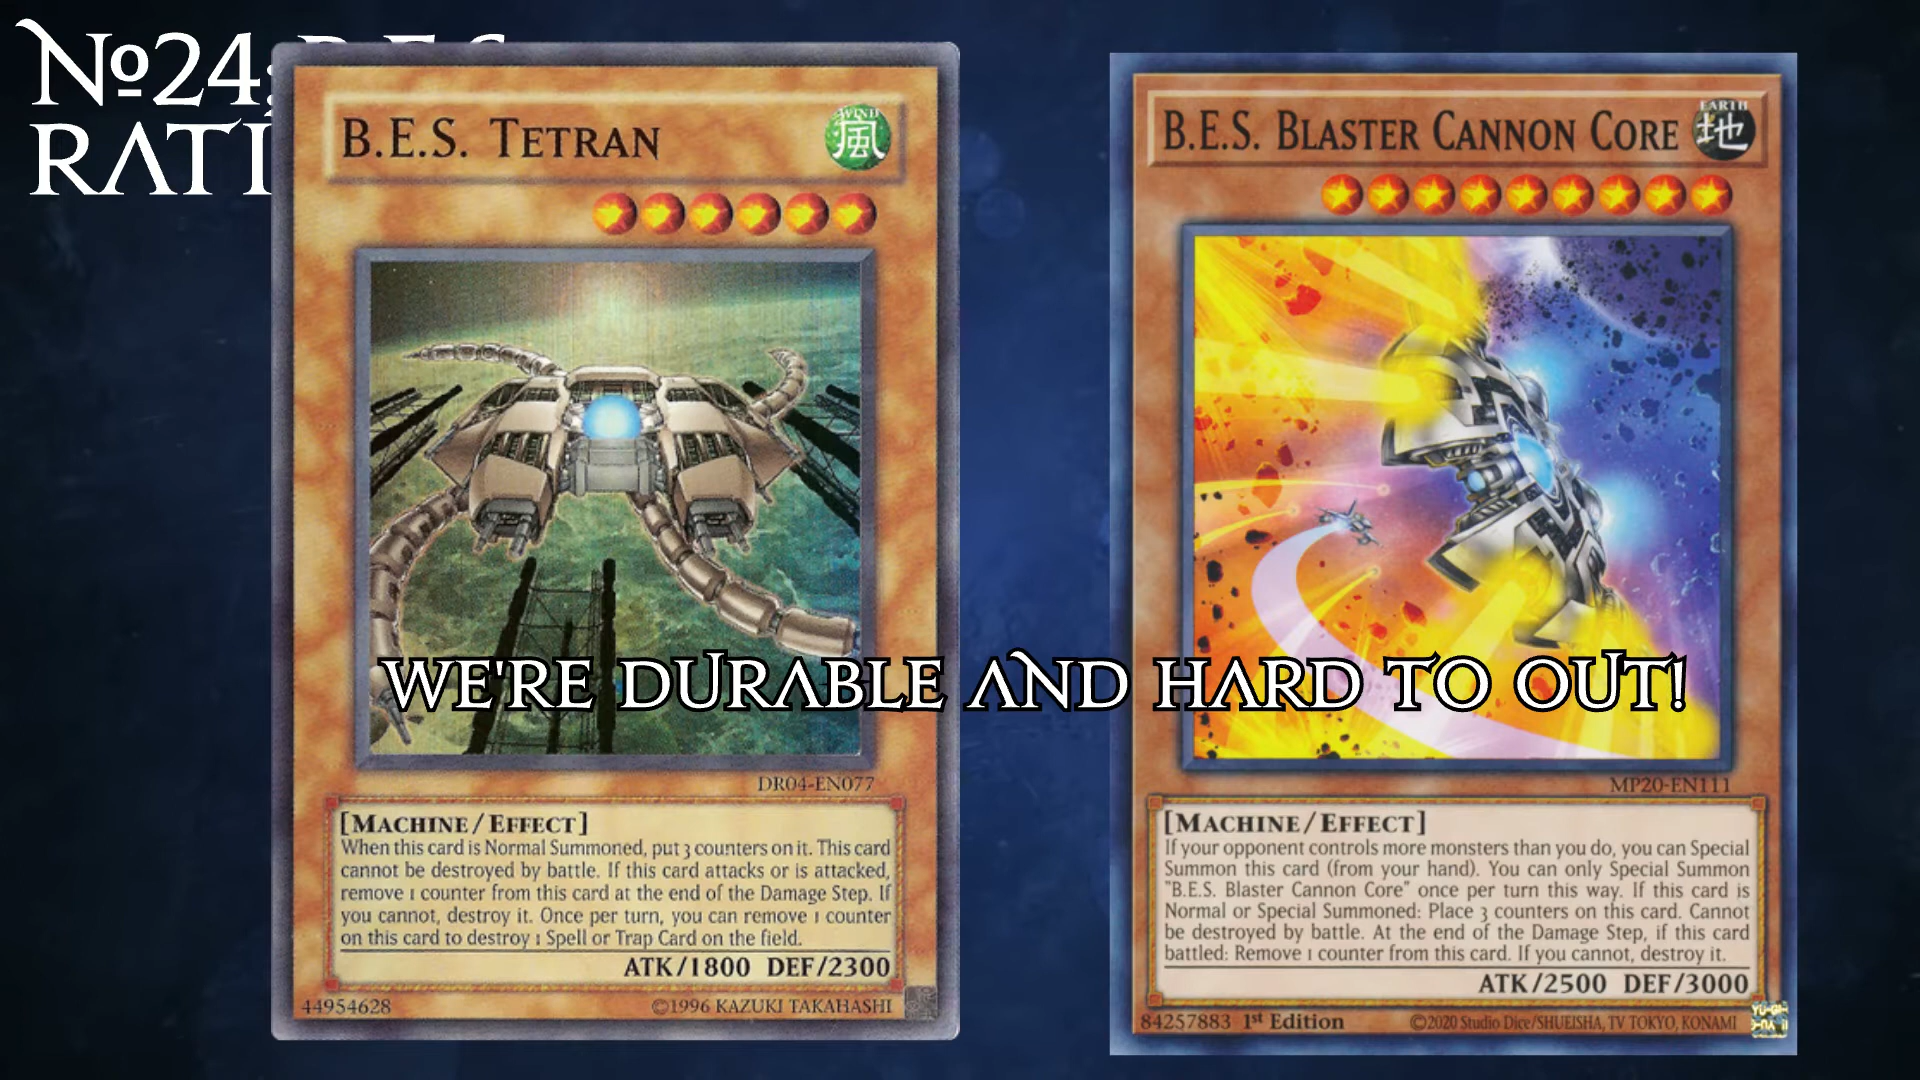 №24: B.E.S.
RATI
B.E.S. TETRAN
WIND
風
DR04-EN077
[MACHINE/EFFECT]
When this card is Normal Summoned, put 3 counters on it. This card
cannot be destroyed by battle. If this card attacks or is attacked,
remove 1 counter from this card at the end of the Damage Step. If
you cannot, destroy it. Once per turn, you can remove 1 counter
on this card to destroy 1 Spell or Trap Card on the field.
ATK/1800 DEF/2300
44954628
©1996 KAZUKI TAKAHASHI
B.E.S. BLASTER CANNON CORE
EARTH
地
WE'RE DURABLE AND HARD TO OUT!
MP20-EN111
[MACHINE/EFFECT]
If your opponent controls more monsters than you do, you can Special
Summon this card (from your hand). You can only Special Summon
"B.E.S. Blaster Cannon Core" once per turn this way. If this card is
Normal or Special Summoned: Place 3 counters on this card. Cannot
be destroyed by battle. At the end of the Damage Step, if this card
battled: Remove 1 counter from this card. If you cannot, destroy it.
ATK/2500 DEF/3000
84257883 1st Edition
©2020 Studio Dice/SHUEISHA, TV TOKYO, KONAMI